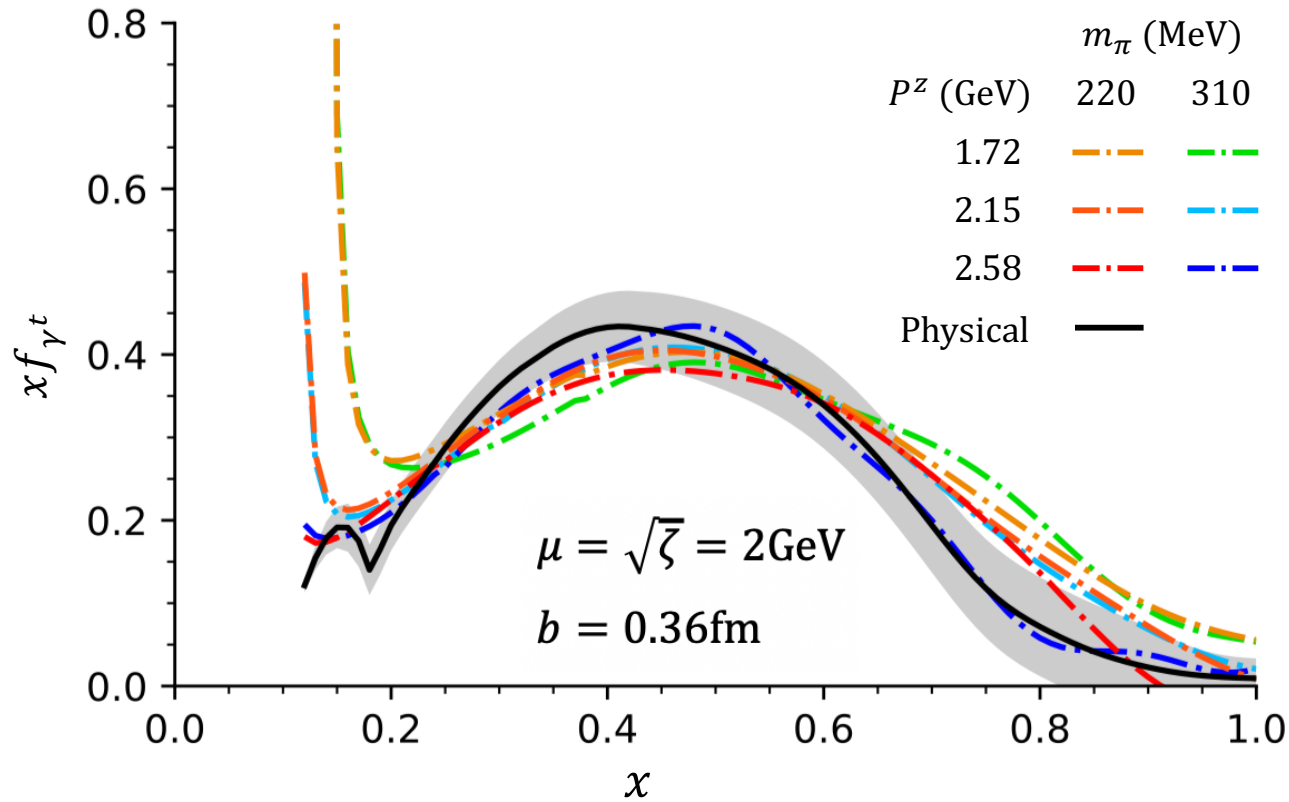 0.8
0.6
0.4
0.2
0.0
x f_{γ^t}
0.0 0.2 0.4 0.6 0.8 1.0
x
m_π (MeV)
P^z (GeV) 220 310
1.72
2.15
2.58
Physical
μ = √ζ = 2GeV
b = 0.36fm